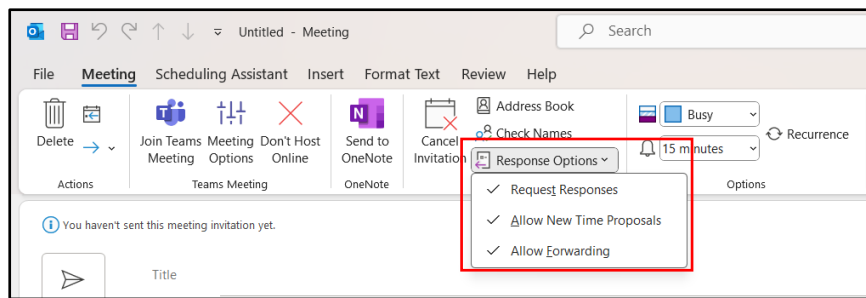 Untitled - Meeting
Search
File Meeting Scheduling Assistant Insert Format Text Review Help
Delete
Join Teams Meeting
Meeting Options
Don't Host Online
Send to OneNote
Cancel Invitation
Address Book
Check Names
Response Options
Busy
15 minutes
Recurrence
Actions Teams Meeting OneNote Options
Request Responses
Allow New Time Proposals
Allow Forwarding
You haven't sent this meeting invitation yet.
Title